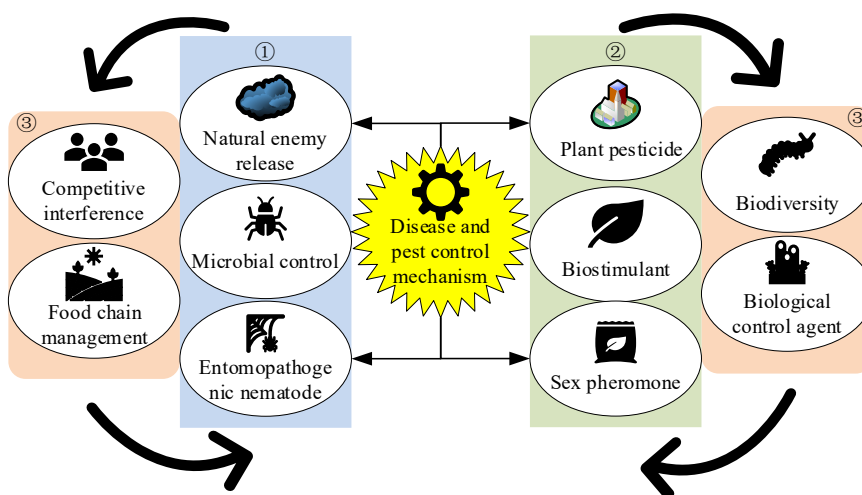 ①
Natural enemy
release
Microbial control
Entomopathoge
nic nematode
③
Competitive
interference
Food chain
management
Disease and
pest control
mechanism
②
Plant pesticide
Biostimulant
Sex pheromone
③
Biodiversity
Biological
control agent